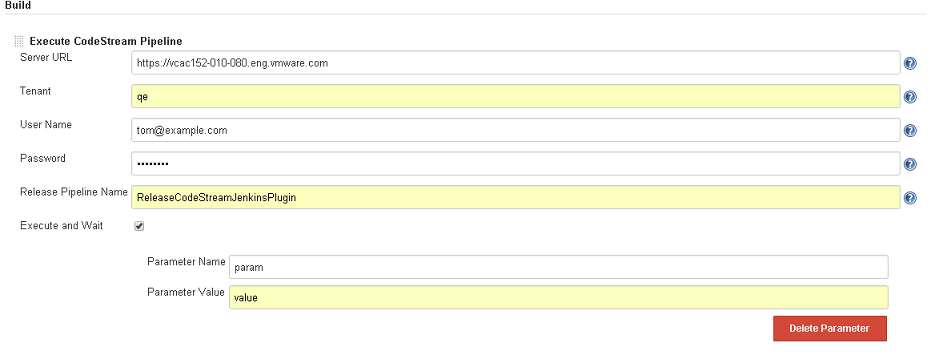 Build
Execute CodeStream Pipeline
Server URL
https://vcac152-010-080.eng.vmware.com
Tenant
qe
User Name
tom@example.com
Password
••••••••
Release Pipeline Name
ReleaseCodeStreamJenkinsPlugin
Execute and Wait
Parameter Name
param
Parameter Value
value
Delete Parameter